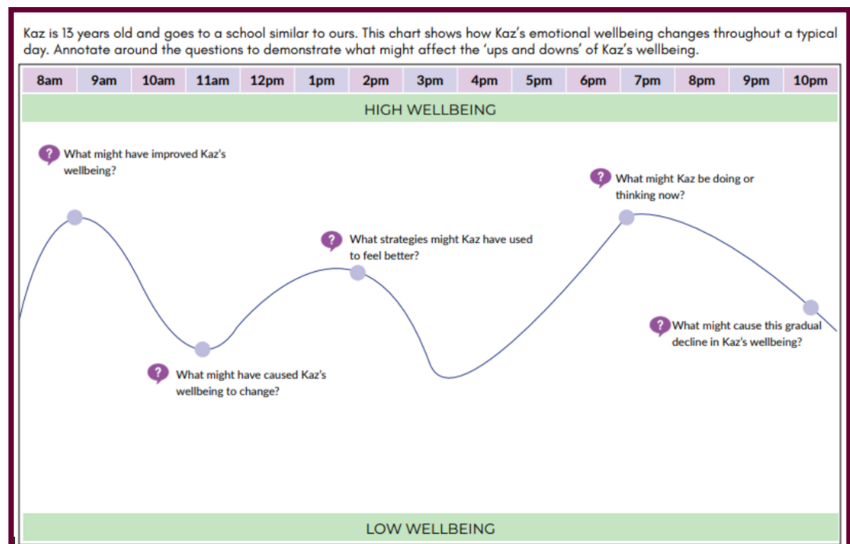 Kaz is 13 years old and goes to a school similar to ours. This chart shows how Kaz's emotional wellbeing changes throughout a typical
day. Annotate around the questions to demonstrate what might affect the 'ups and downs' of Kaz's wellbeing.
8am 9am 10am 11am 12pm 1pm 2pm 3pm 4pm 5pm 6pm 7pm 8pm 9pm 10pm
HIGH WELLBEING
? What might have improved Kaz's
wellbeing?
? What might Kaz be doing or
thinking now?
? What strategies might Kaz have used
to feel better?
? What might cause this gradual
decline in Kaz's wellbeing?
? What might have caused Kaz's
wellbeing to change?
LOW WELLBEING